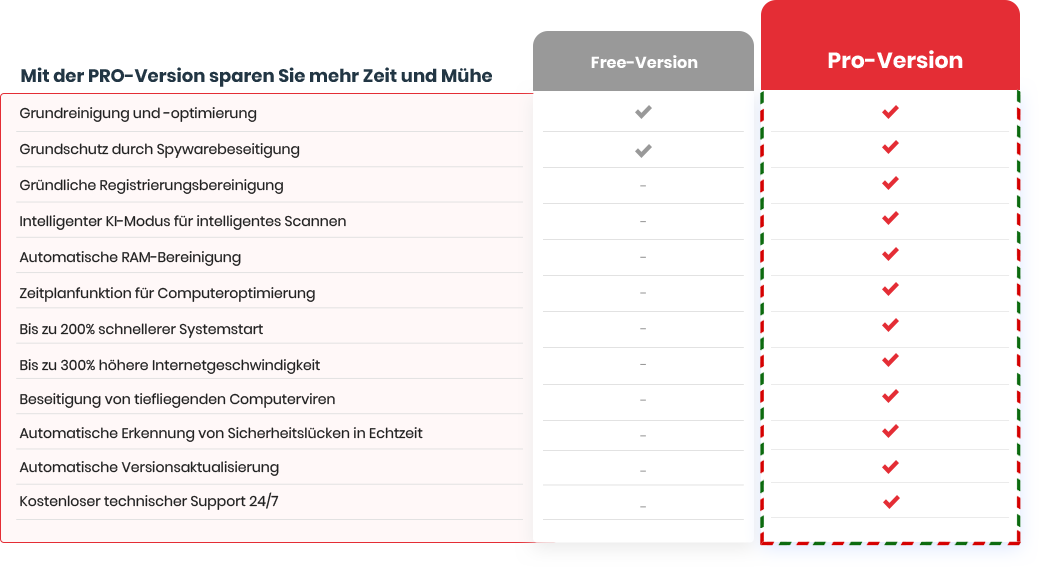 Mit der PRO-Version sparen Sie mehr Zeit und Mühe
Free-Version
Pro-Version
Grundreinigung und -optimierung
Grundschutz durch Spywarebeseitigung
Gründliche Registrierungsbereinigung -
Intelligenter KI-Modus für intelligentes Scannen -
Automatische RAM-Bereinigung -
Zeitplanfunktion für Computeroptimierung -
Bis zu 200% schnellerer Systemstart -
Bis zu 300% höhere Internetgeschwindigkeit -
Beseitigung von tiefliegenden Computerviren -
Automatische Erkennung von Sicherheitslücken in Echtzeit -
Automatische Versionsaktualisierung -
Kostenloser technischer Support 24/7 -